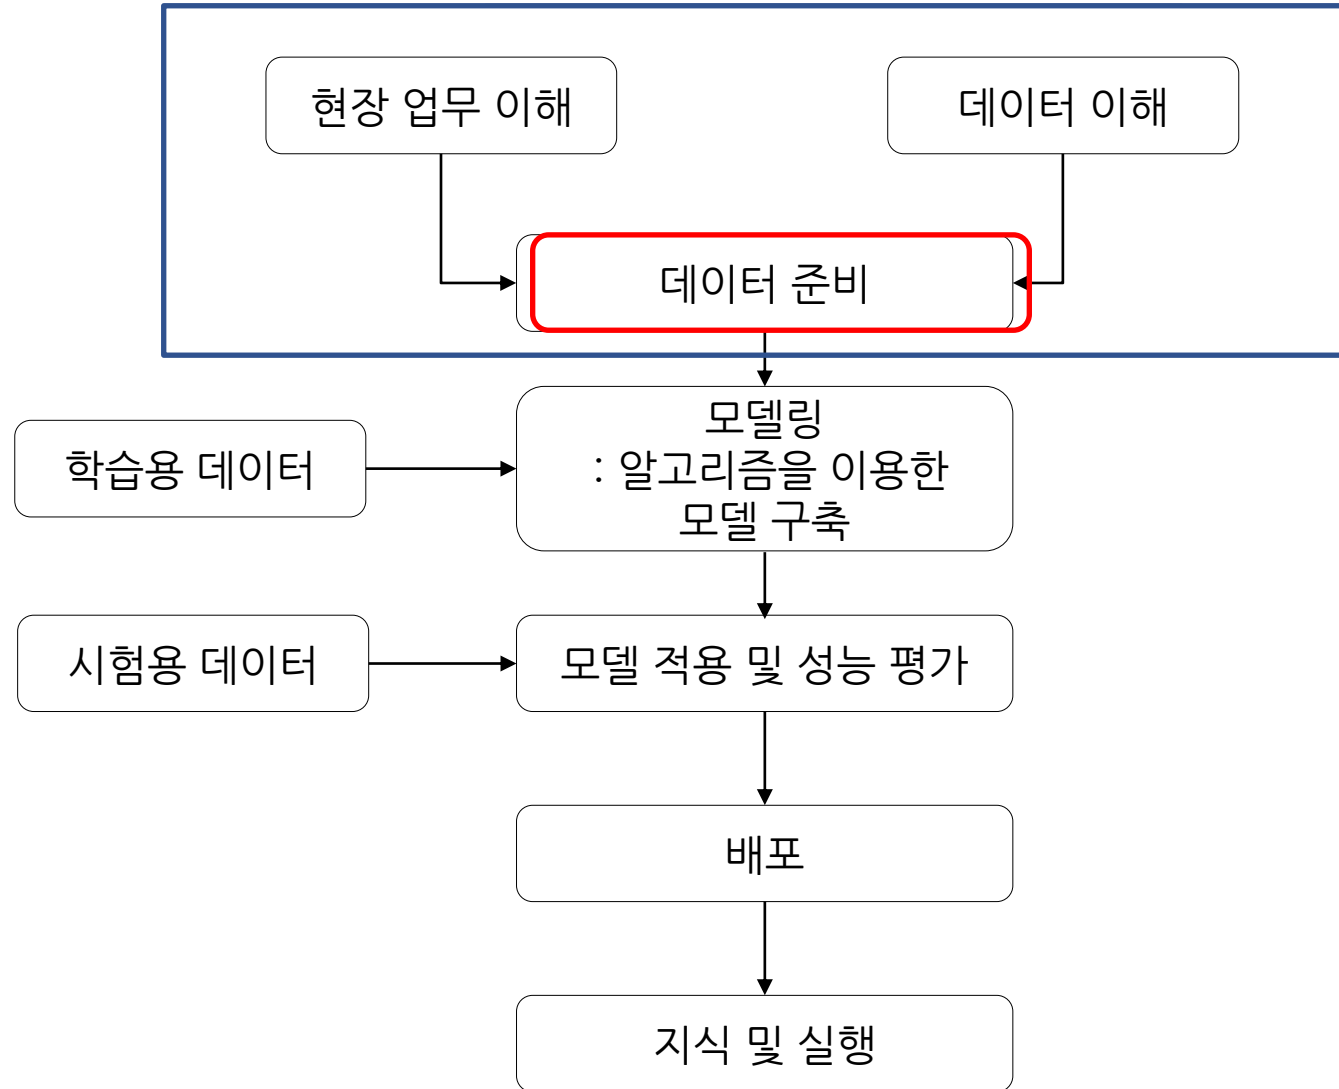 현장 업무 이해
데이터 이해
데이터 준비
모델링
: 알고리즘을 이용한
모델 구축
학습용 데이터
시험용 데이터
모델 적용 및 성능 평가
배포
지식 및 실행